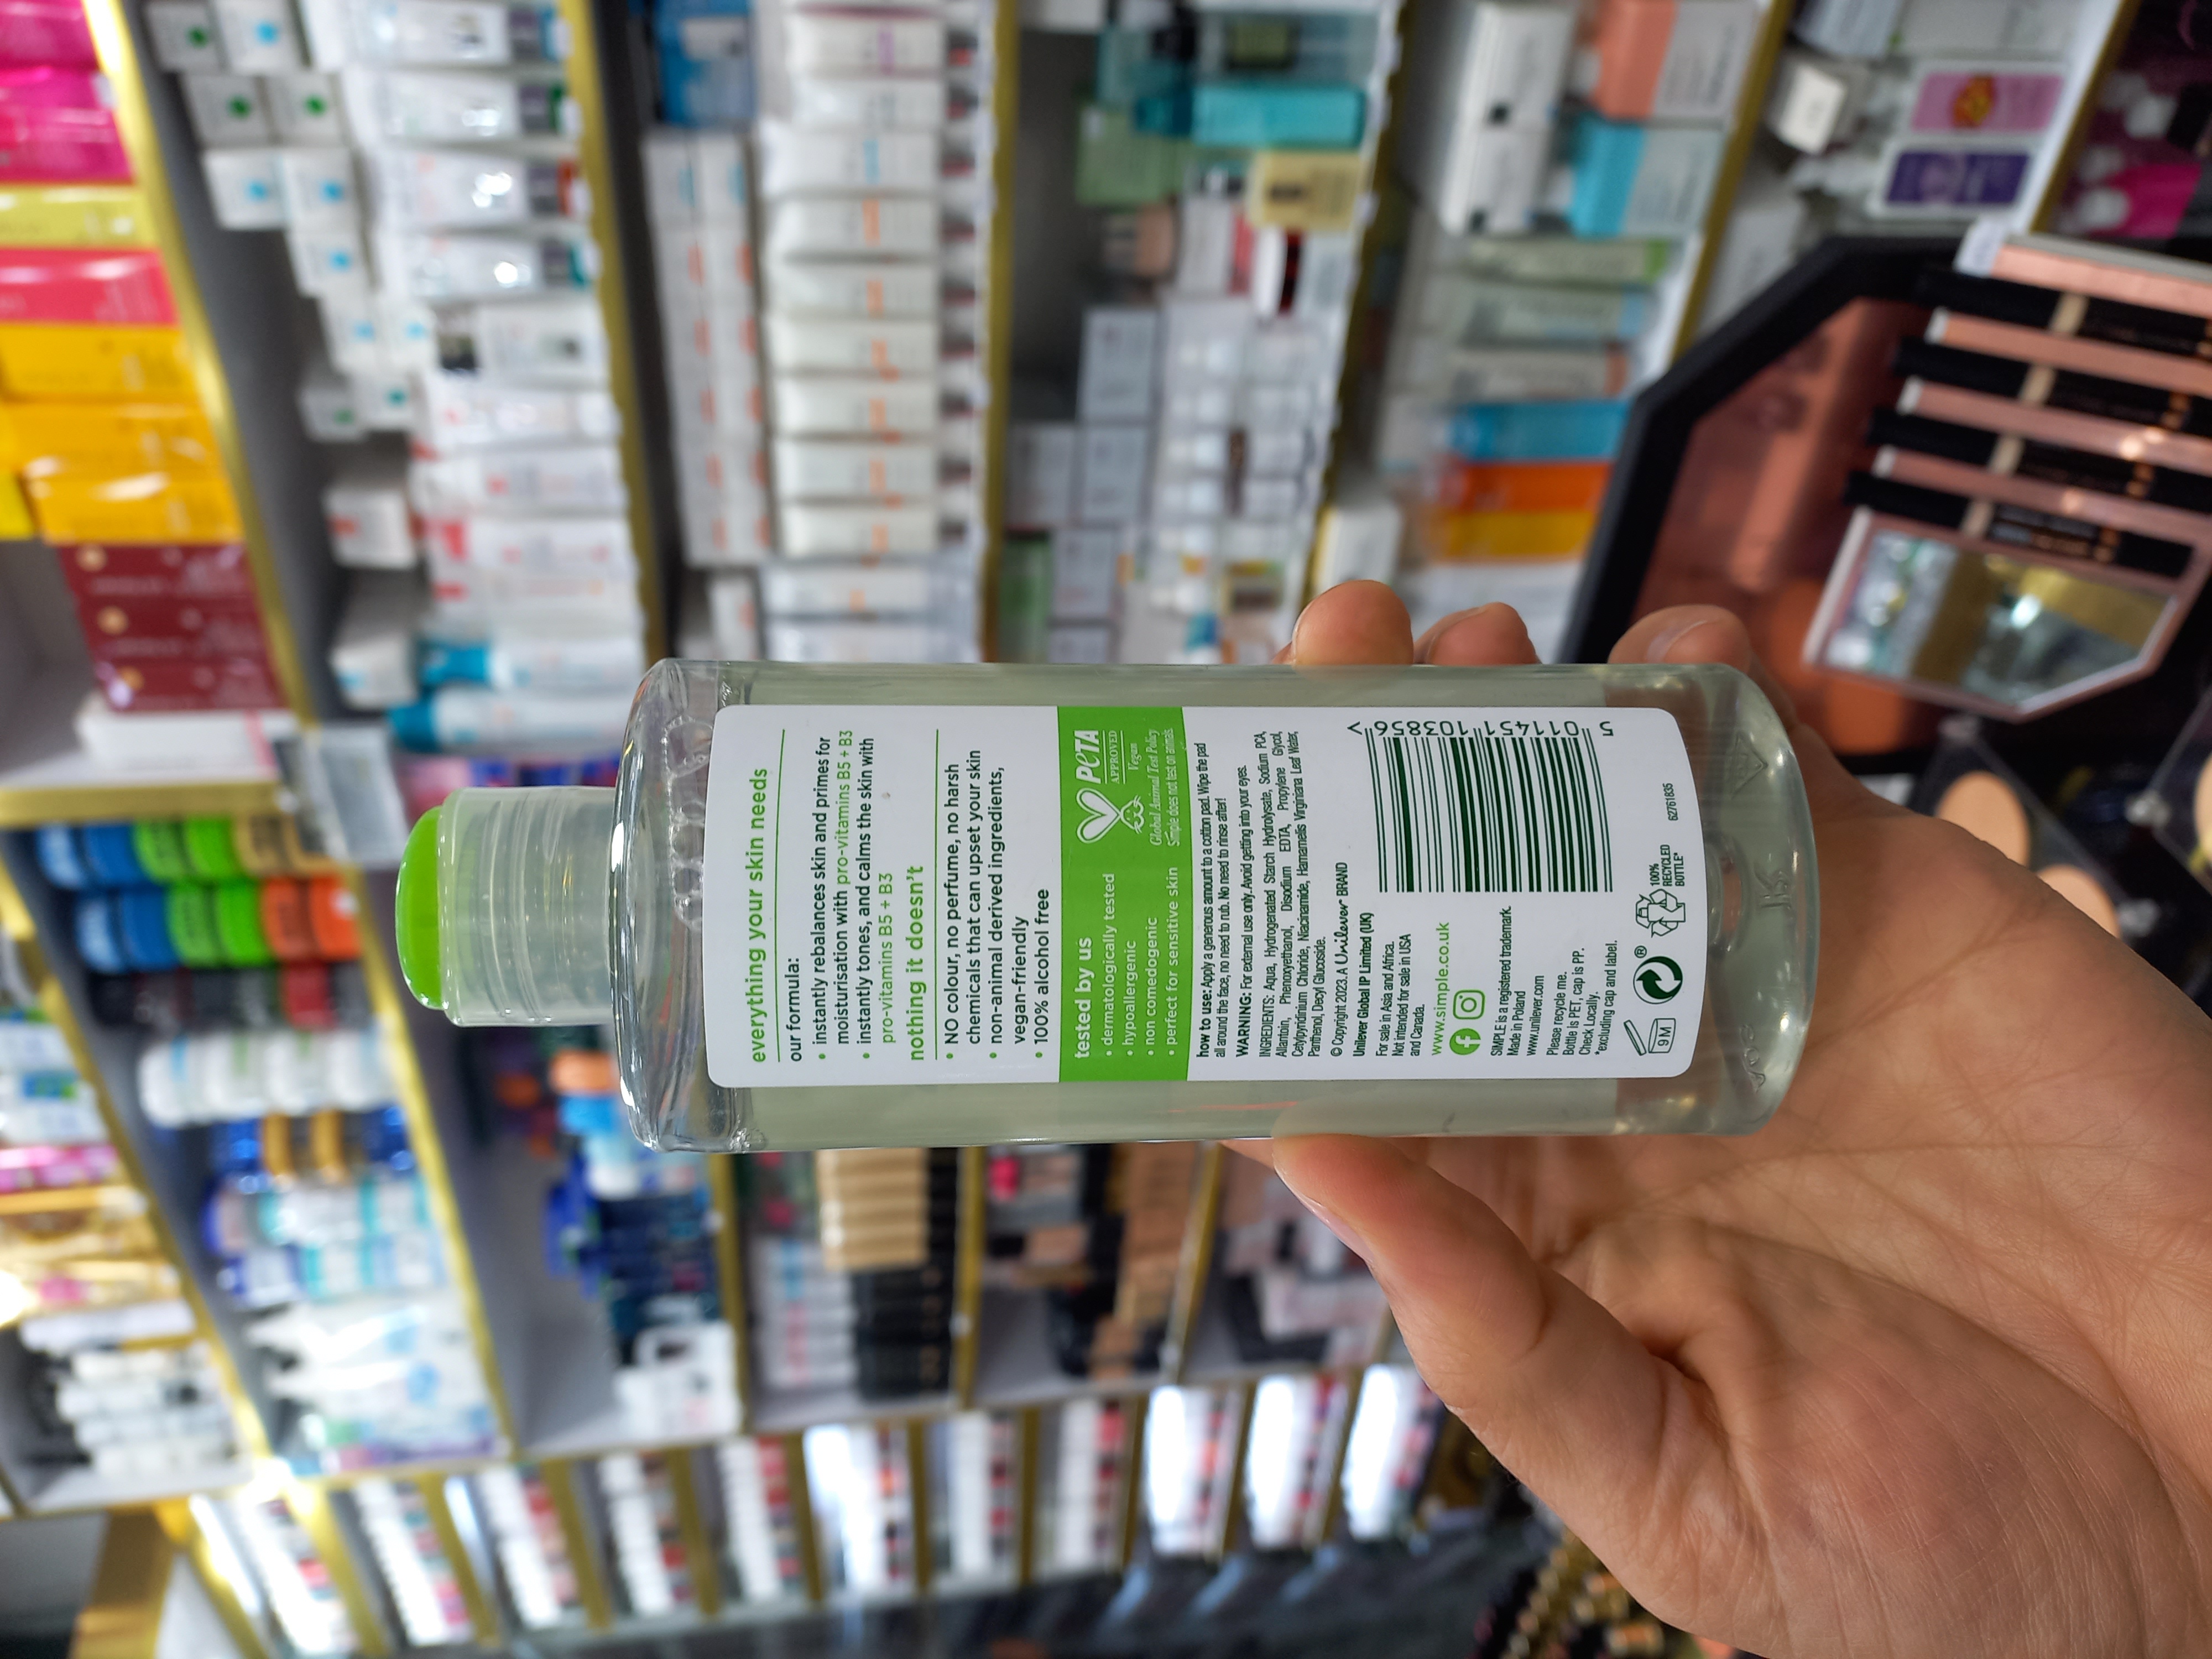 everything your skin needs
our formula:
• instantly rebalances skin and primes for
moisturisation with pro-vitamins B5 + B3
• instantly tones, and calms the skin with
pro-vitamins B5 + B3
nothing it doesn't
• NO colour, no perfume, no harsh
chemicals that can upset your skin
• non-animal derived ingredients,
vegan-friendly
• 100% alcohol free
tested by us
• dermatologically tested
• hypoallergenic
• non comedogenic
• perfect for sensitive skin
PETA
APPROVED
Vegan
Global Animal Test Policy
Simple does not test on animals.
how to use: Apply a generous amount to a cotton pad. Wipe the pad
all around the face, no need to rub. No need to rinse after!
WARNING: For external use only. Avoid getting into your eyes.
INGREDIENTS: Aqua, Hydrogenated Starch Hydrolysate, Sodium PCA,
Allantoin, Phenoxyethanol, Disodium EDTA, Propylene Glycol,
Cetylpyridinium Chloride, Niacinamide, Hamamelis Virginiana Leaf Water,
Panthenol, Decyl Glucoside.
© Copyright 2023. A Unilever BRAND
Unilever Global IP Limited (UK)
For sale in Asia and Africa.
Not intended for sale in USA
and Canada.
www.simple.co.uk
SIMPLE is a registered trademark.
Made in Poland
www.unilever.com
Please recycle me.
Bottle is PET, cap is PP.
Check Locally.
*excluding cap and label.
9M
®
100%
RECYCLED
BOTTLE*
5 011451 103856 >
62761835